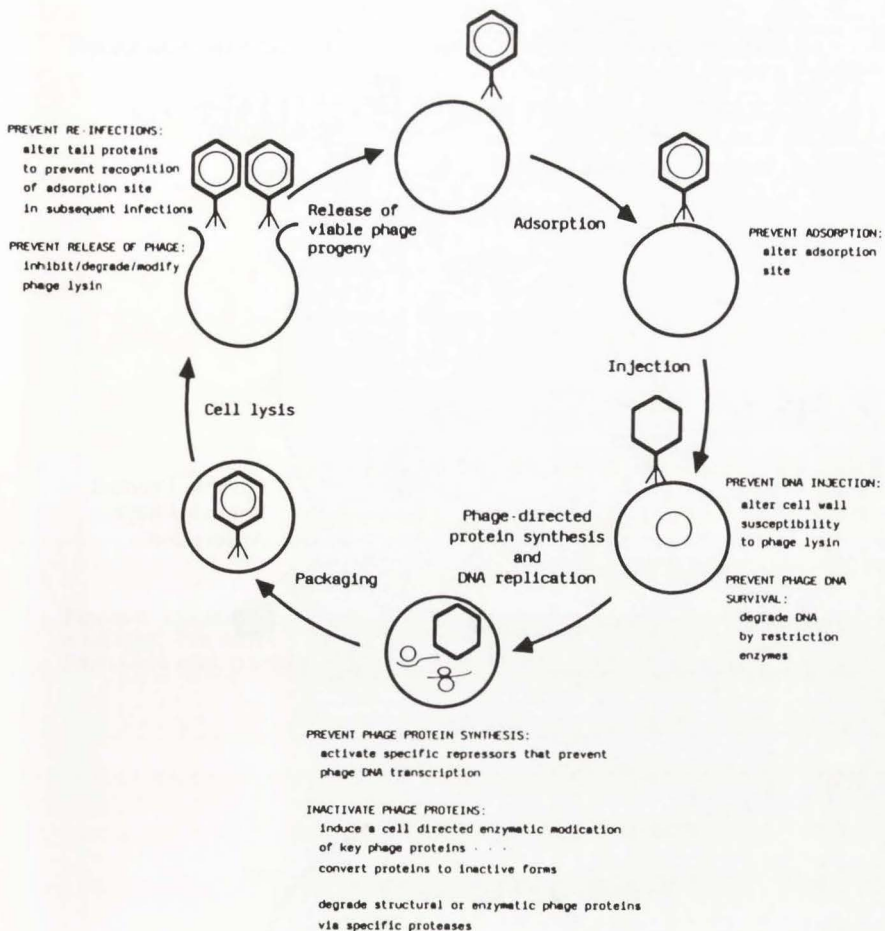 PREVENT RE-INFECTIONS:
alter tail proteins
to prevent recognition
of adsorption site
in subsequent infections
PREVENT RELEASE OF PHAGE:
inhibit/degrade/modify
phage lysin
Release of
viable phage
progeny
Adsorption
PREVENT ADSORPTION:
alter adsorption
site
Injection
Cell lysis
PREVENT DNA INJECTION:
alter cell wall
susceptibility
to phage lysin
PREVENT PHAGE DNA
SURVIVAL:
degrade DNA
by restriction
enzymes
Phage-directed
protein synthesis
and
DNA replication
Packaging
PREVENT PHAGE PROTEIN SYNTHESIS:
activate specific repressors that prevent
phage DNA transcription
INACTIVATE PHAGE PROTEINS:
induce a cell directed enzymatic modication
of key phage proteins · · ·
convert proteins to inactive forms
degrade structural or enzymatic phage proteins
via specific proteases